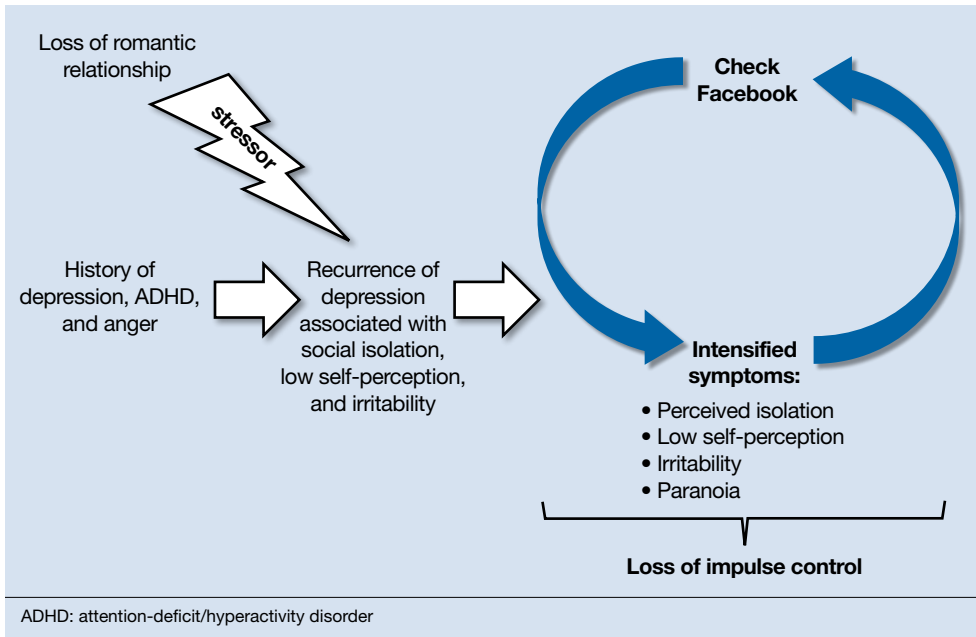 Loss of romantic
relationship
stressor
History of
depression, ADHD,
and anger
Recurrence of
depression
associated with
social isolation,
low self-perception,
and irritability
Check
Facebook
Intensified
symptoms:
• Perceived isolation
• Low self-perception
• Irritability
• Paranoia
Loss of impulse control
ADHD: attention-deficit/hyperactivity disorder